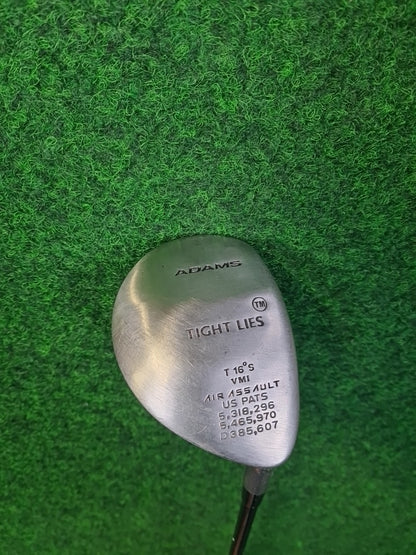 ADAMS
TM
TIGHT LIES
T 16° S
VMI
AIR ASSAULT
US PATS
5,318,296
5,465,970
D385,607